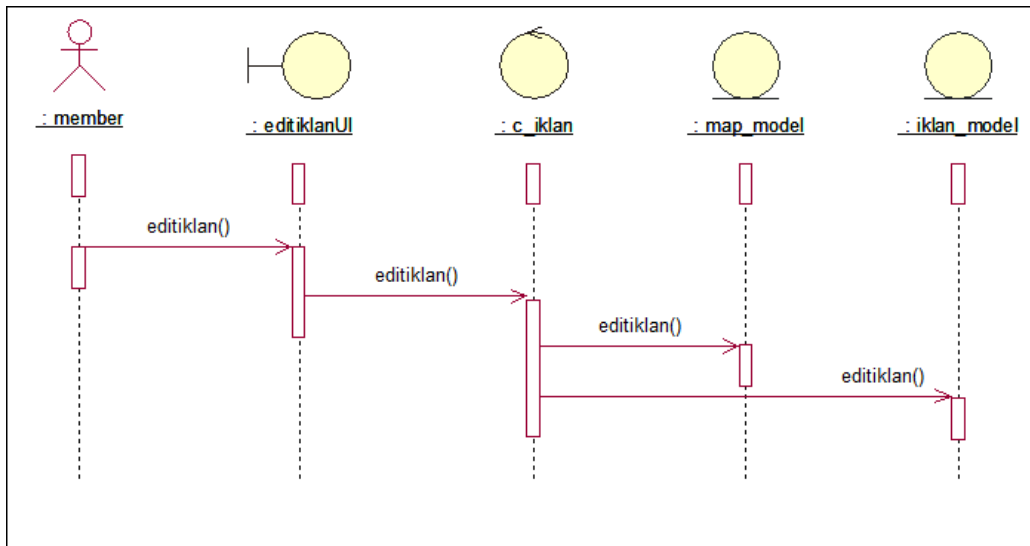 : member
: editiklanUI
: c_iklan
: map_model
: iklan_model
editiklan()
editiklan()
editiklan()
editiklan()